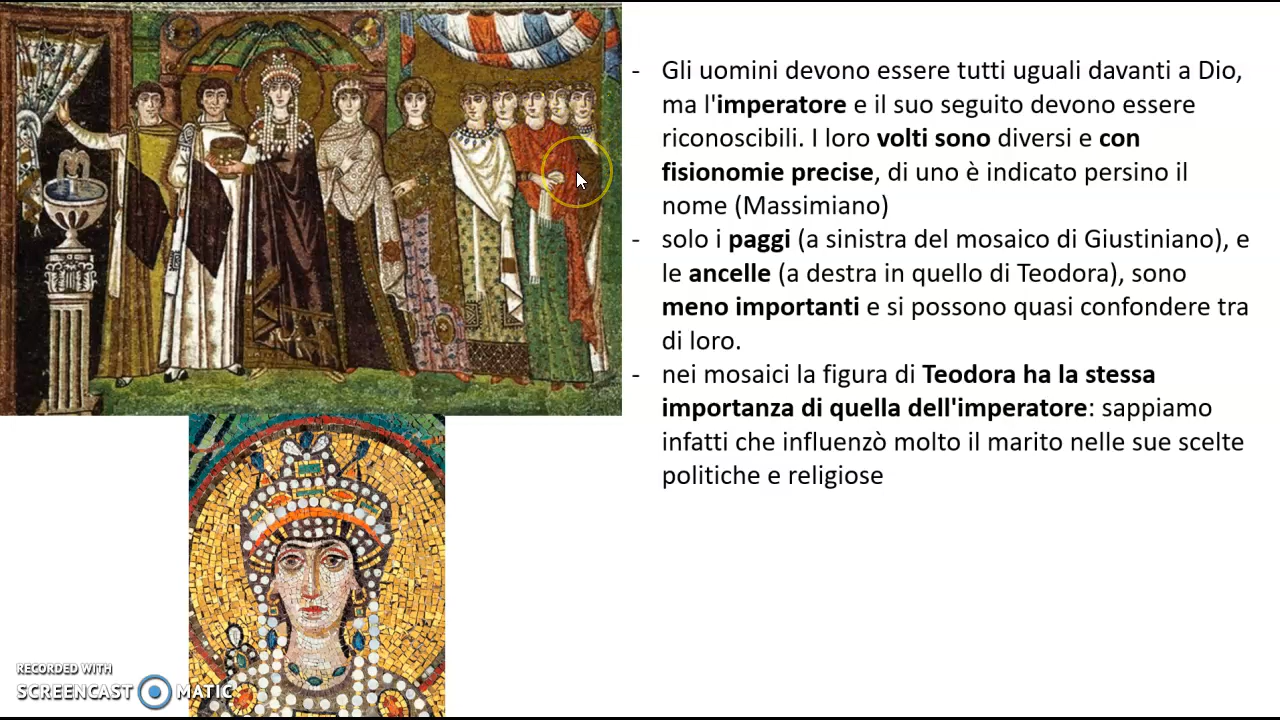 - Gli uomini devono essere tutti uguali davanti a Dio,
ma l'imperatore e il suo seguito devono essere
riconoscibili. I loro volti sono diversi e con
fisionomie precise, di uno è indicato persino il
nome (Massimiano)
- solo i paggi (a sinistra del mosaico di Giustiniano), e
le ancelle (a destra in quello di Teodora), sono
meno importanti e si possono quasi confondere tra
di loro.
- nei mosaici la figura di Teodora ha la stessa
importanza di quella dell'imperatore: sappiamo
infatti che influenzò molto il marito nelle sue scelte
politiche e religiose
RECORDED WITH
SCREENCAST MATIC